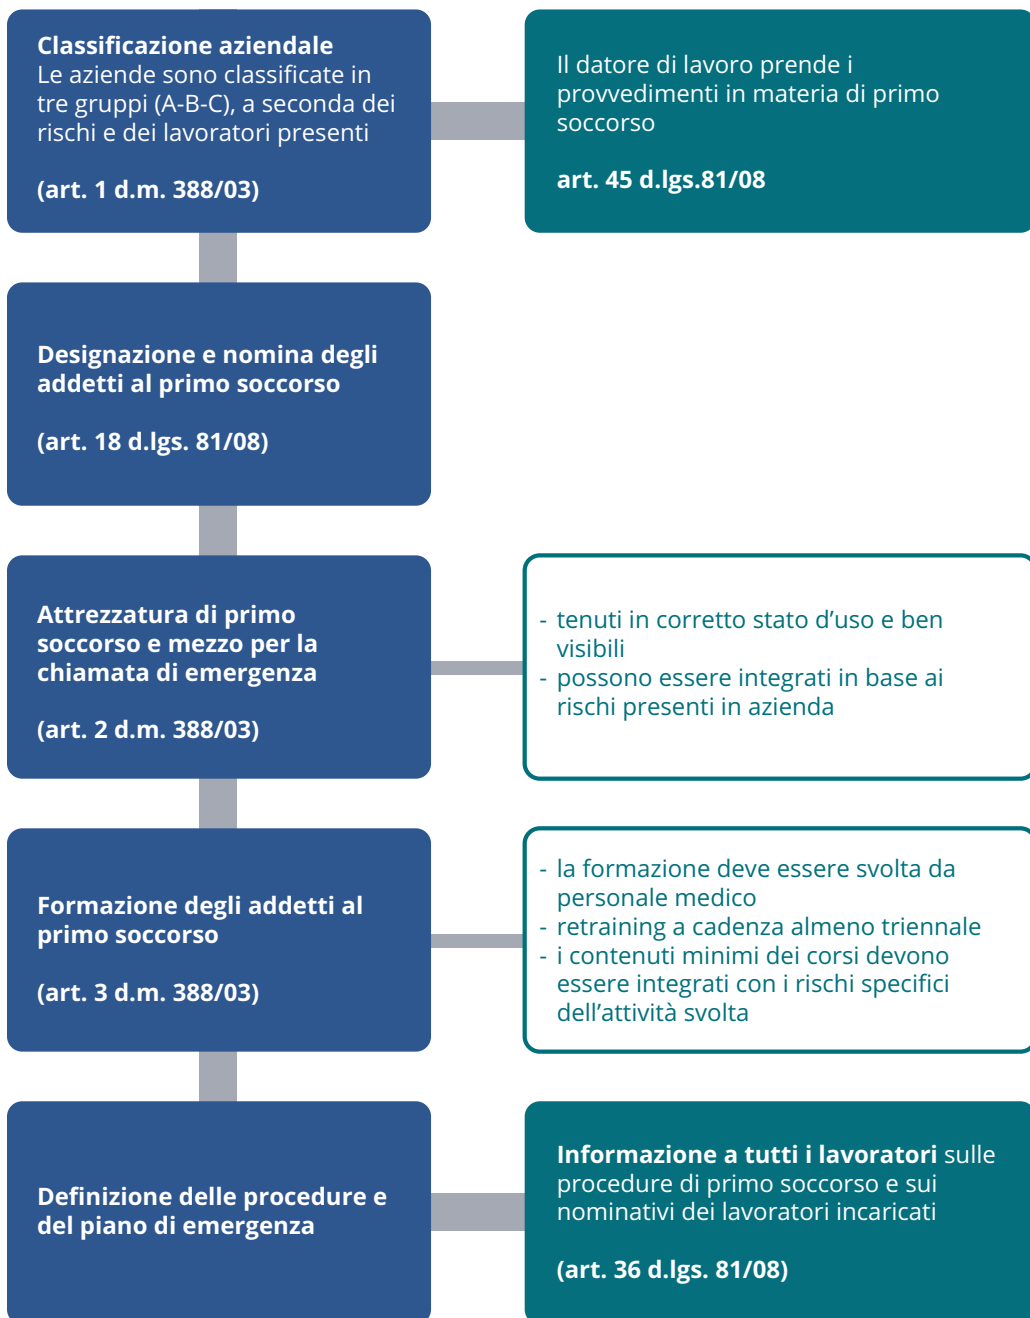 Classificazione aziendale
Le aziende sono classificate in
tre gruppi (A-B-C), a seconda dei
rischi e dei lavoratori presenti
(art. 1 d.m. 388/03)
Il datore di lavoro prende i
provvedimenti in materia di primo
soccorso
art. 45 d.lgs.81/08
Designazione e nomina degli
addetti al primo soccorso
(art. 18 d.lgs. 81/08)
Attrezzatura di primo
soccorso e mezzo per la
chiamata di emergenza
(art. 2 d.m. 388/03)
- tenuti in corretto stato d’uso e ben
visibili
- possono essere integrati in base ai
rischi presenti in azienda
Formazione degli addetti al
primo soccorso
(art. 3 d.m. 388/03)
- la formazione deve essere svolta da
personale medico
- retraining a cadenza almeno triennale
- i contenuti minimi dei corsi devono
essere integrati con i rischi specifici
dell’attività svolta
Definizione delle procedure e
del piano di emergenza
Informazione a tutti i lavoratori sulle
procedure di primo soccorso e sui
nominativi dei lavoratori incaricati
(art. 36 d.lgs. 81/08)